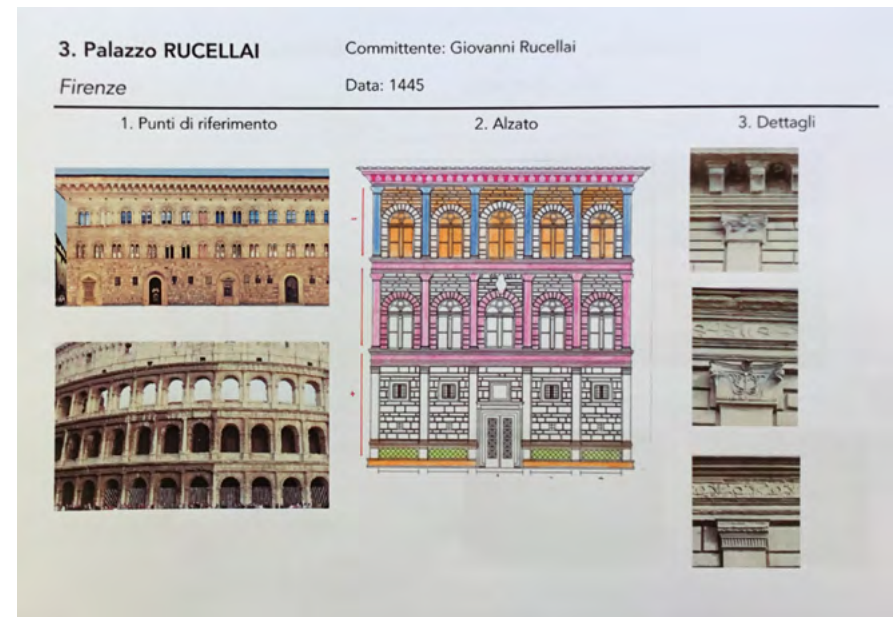 3. Palazzo RUCELLAI
Committente: Giovanni Rucellai
Firenze
Data: 1445
1. Punti di riferimento
2. Alzato
3. Dettagli